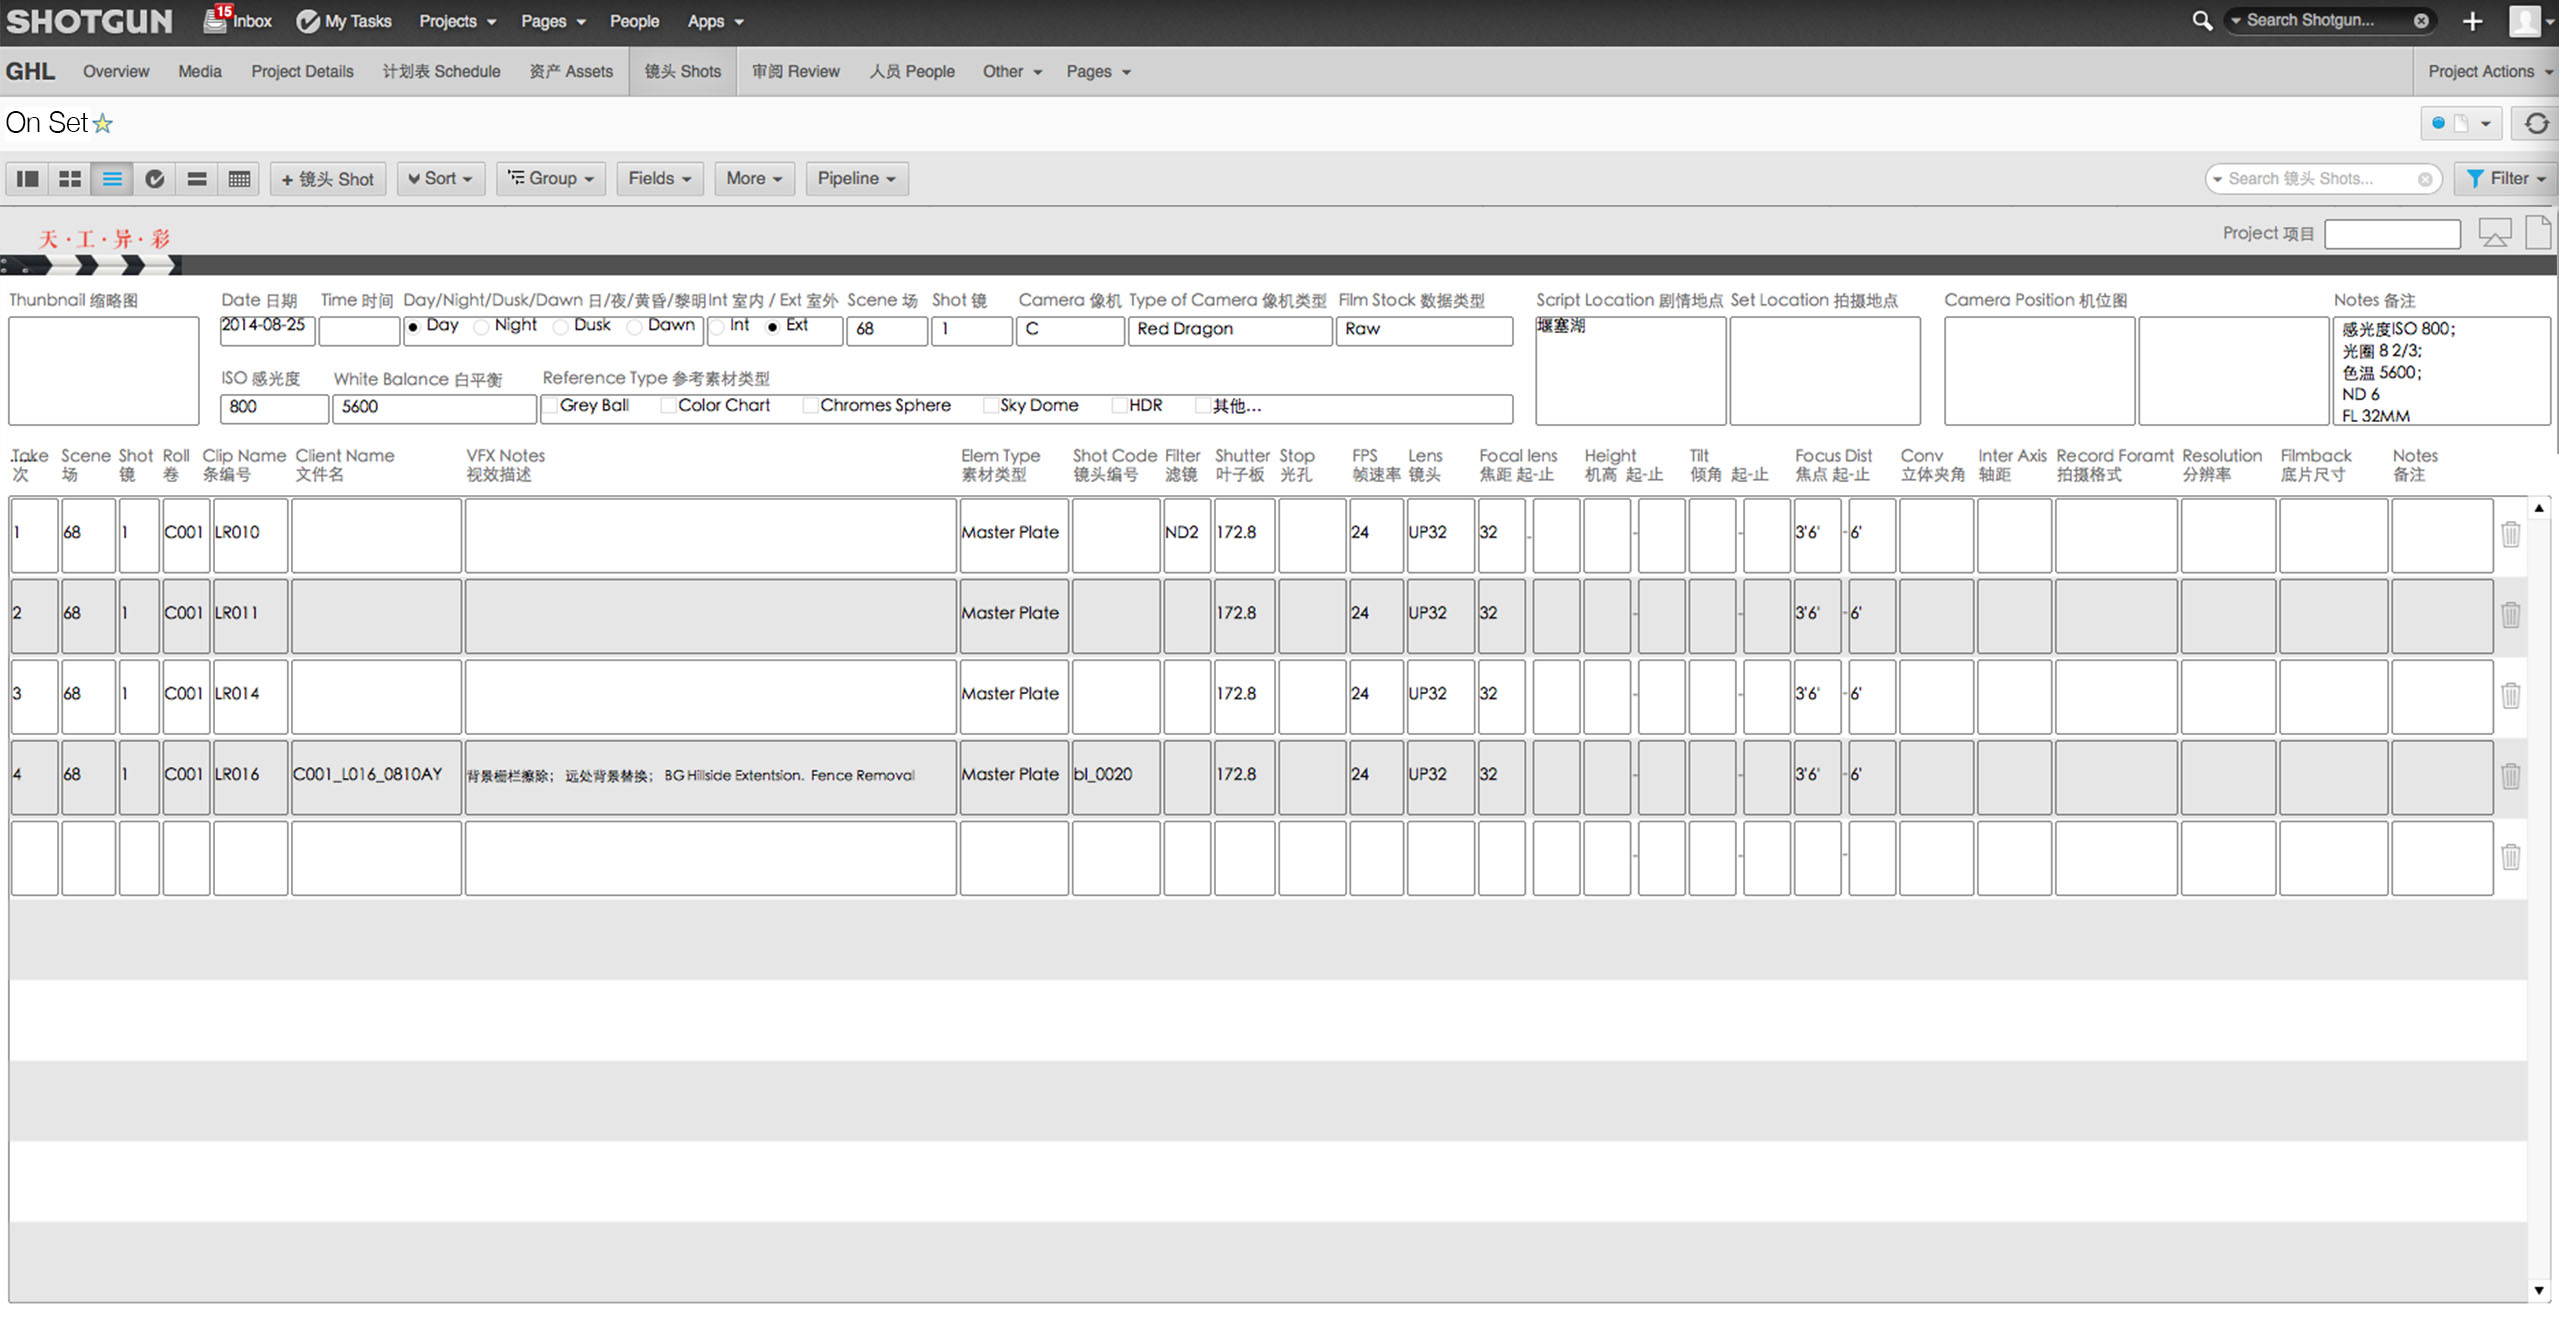 SHOTGUN 15 Inbox My Tasks Projects Pages People Apps Search Shotgun...
GHL Overview Media Project Details 计划表 Schedule 资产 Assets 镜头 Shots 审阅 Review 人员 People Other Pages Project Actions
On Set
+ 镜头 Shot Sort Group Fields More Pipeline Search 镜头 Shots... Filter
天·工·异·彩
Project 项目
Thunbnail 缩略图 Date 日期 Time 时间 Day/Night/Dusk/Dawn 日/夜/黄昏/黎明 Int 室内 / Ext 室外 Scene 场 Shot 镜 Camera 像机 Type of Camera 像机类型 Film Stock 数据类型 Script Location 剧情地点 Set Location 拍摄地点 Camera Position 机位图 Notes 备注
2014-08-25 Day Night Dusk Dawn Int Ext 68 1 C Red Dragon Raw 堰塞湖 感光度ISO 800;
光圈 8 2/3;
色温 5600;
ND 6
FL 32MM
ISO 感光度 White Balance 白平衡 Reference Type 参考素材类型
800 5600 Grey Ball Color Chart Chromes Sphere Sky Dome HDR 其他...
Take Scene Shot Roll Clip Name Client Name VFX Notes Elem Type Shot Code Filter Shutter Stop FPS Lens Focal lens Height Tilt Focus Dist Conv Inter Axis Record Foramt Resolution Filmback Notes
次 场 镜 卷 条编号 文件名 视效描述 素材类型 镜头编号 滤镜 叶子板 光孔 帧速率 镜头 焦距 起-止 机高 起-止 倾角 起-止 焦点 起-止 立体夹角 轴距 拍摄格式 分辨率 底片尺寸 备注
1 68 1 C001 LR010 Master Plate ND2 172.8 24 UP32 32 - - - 3'6' -6'
2 68 1 C001 LR011 Master Plate 172.8 24 UP32 32 - - 3'6' -6'
3 68 1 C001 LR014 Master Plate 172.8 24 UP32 32 - - 3'6' -6'
4 68 1 C001 LR016 C001_L016_0810AY 背景栅栏擦除； 远处背景替换； BG Hillside Extentsion. Fence Removal Master Plate bl_0020 172.8 24 UP32 32 - - 3'6' -6'
- - -